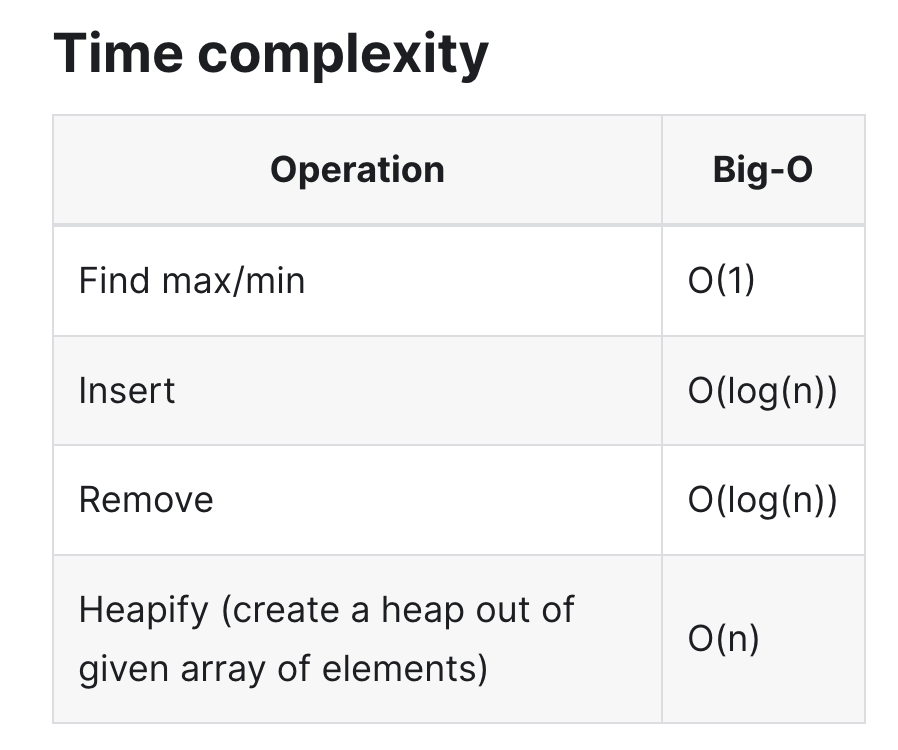 Time complexity
Operation
Big-O
Find max/min
O(1)
Insert
O(log(n))
Remove
O(log(n))
Heapify (create a heap out of
given array of elements)
O(n)